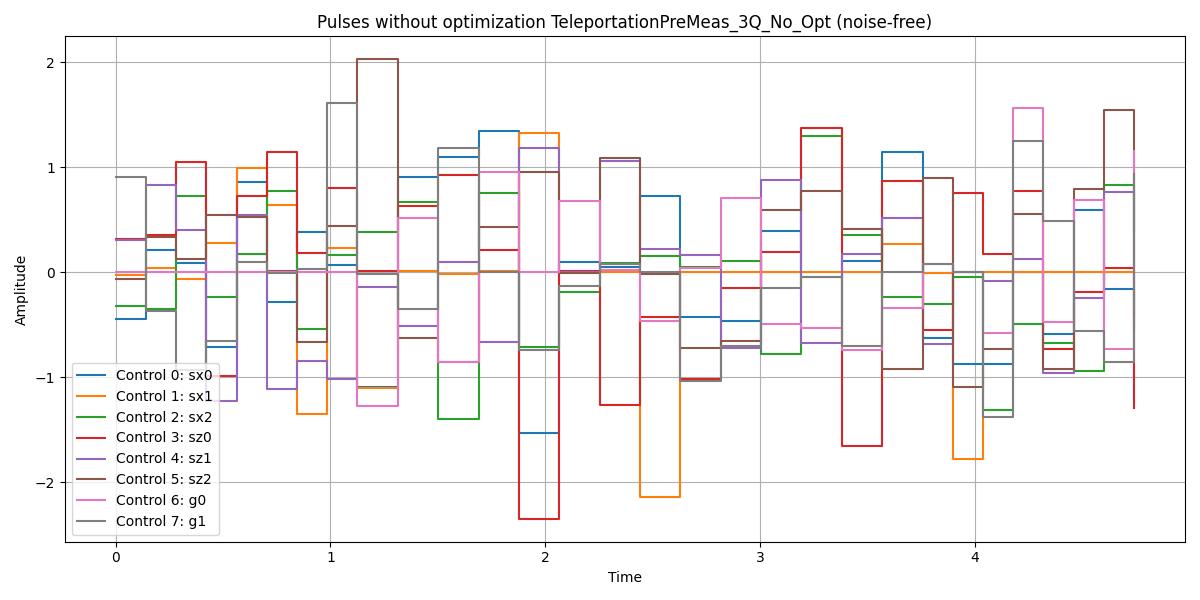 Pulses without optimization TeleportationPreMeas_3Q_No_Opt (noise-free)
Amplitude
2
1
0
−1
−2
Control 0: sx0
Control 1: sx1
Control 2: sx2
Control 3: sz0
Control 4: sz1
Control 5: sz2
Control 6: g0
Control 7: g1
0 1 2 3 4
Time